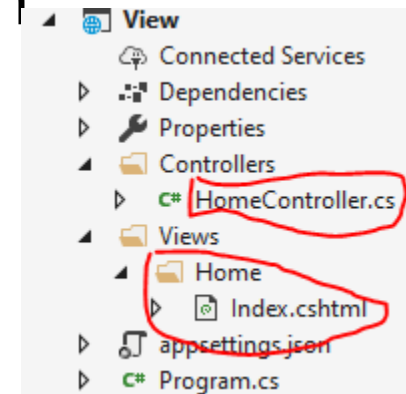 View
Connected Services
Dependencies
Properties
Controllers
C# HomeController.cs
Views
Home
Index.cshtml
appsettings.json
C# Program.cs